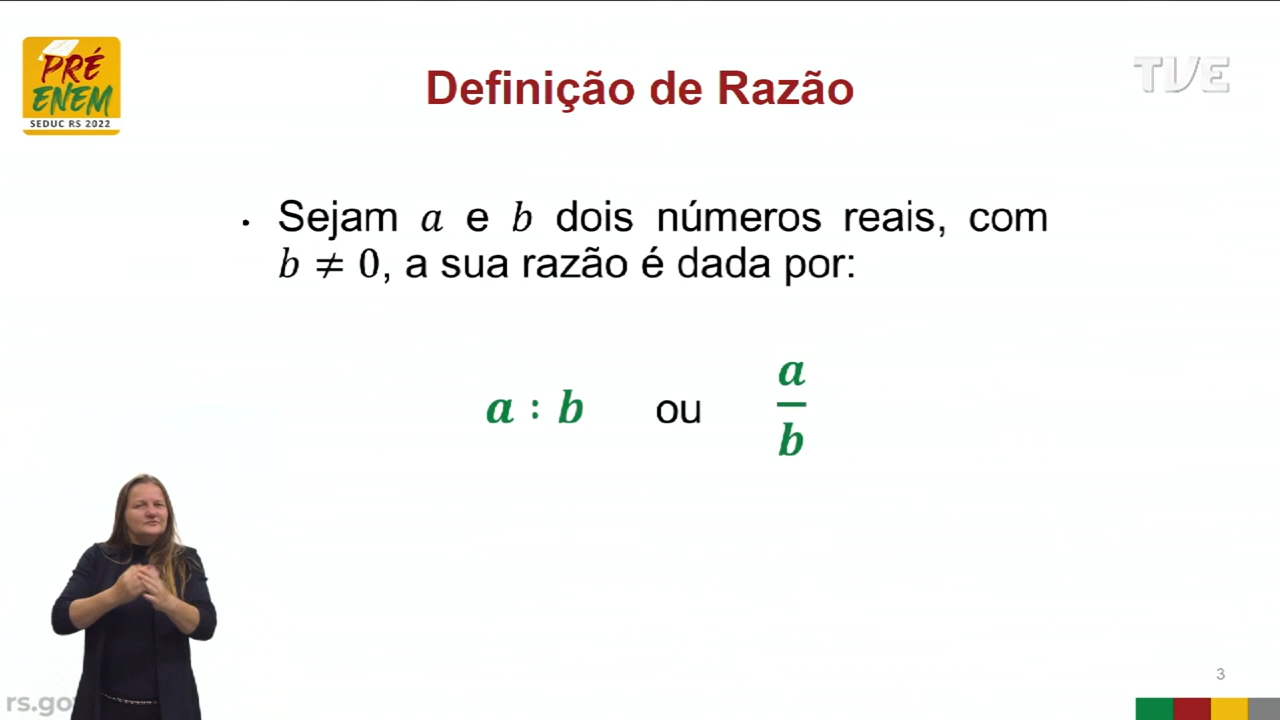 PRÉ
ENEM
SEDUC RS 2022
Definição de Razão
TVE
• Sejam a e b dois números reais, com
b ≠ 0, a sua razão é dada por:
a : b ou a/b
3
rs.go